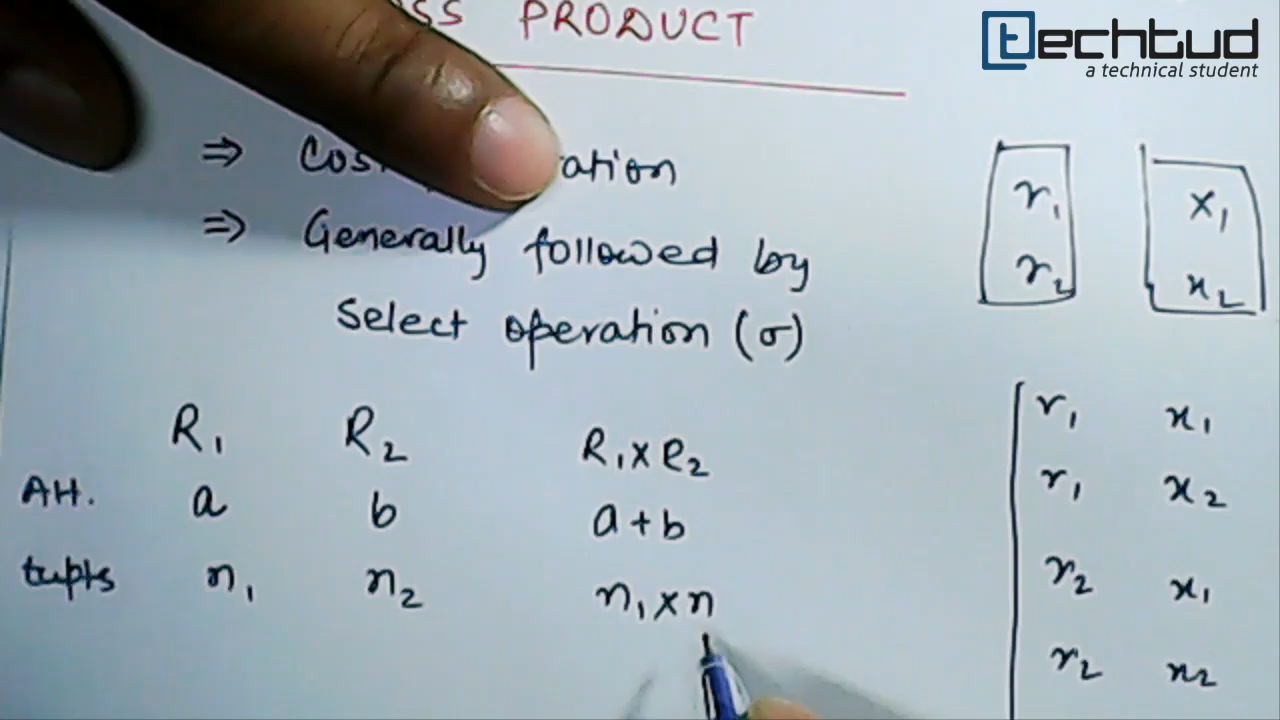 PRODUCT
techtud
a technical student
⇒
⇒ Generally followed by
select operation (σ)
R₁ R₂ R₁×R₂
Att. a b a+b
tuples n₁ n₂ n₁×n
r₁ x₁
r₂ x₂
r₁ x₁
r₁ x₂
r₂ x₁
r₂ x₂